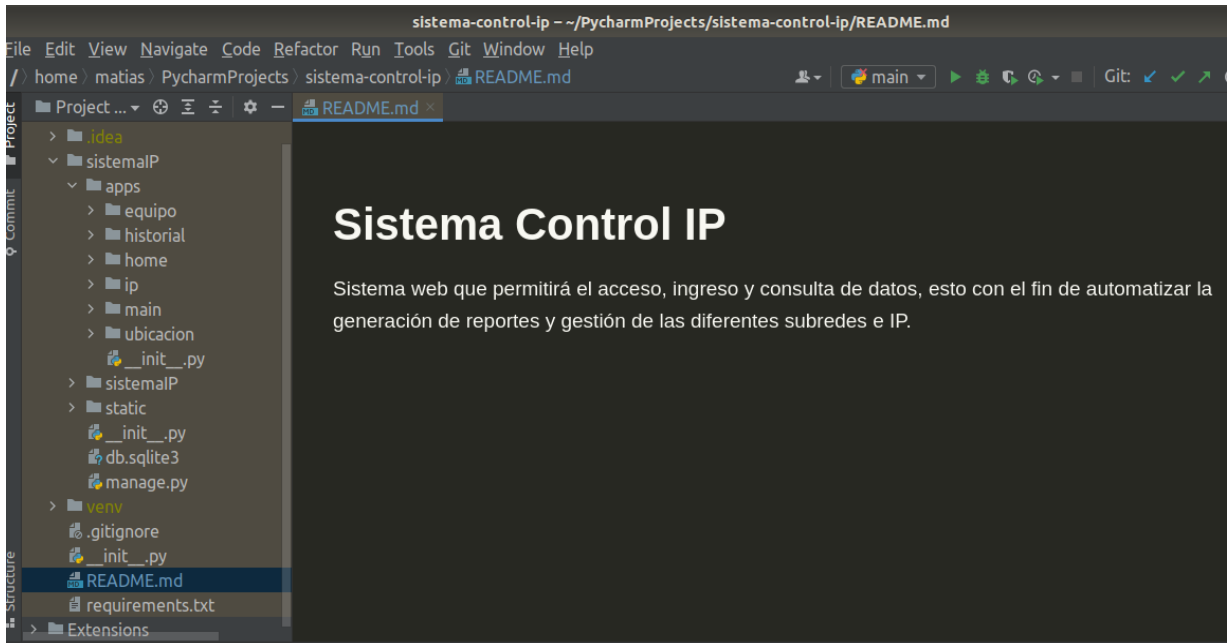 sistema-control-ip – ~/PycharmProjects/sistema-control-ip/README.md
File Edit View Navigate Code Refactor Run Tools Git Window Help
/ home matias PycharmProjects sistema-control-ip README.md main Git:
Project ... README.md
Project
Commit
Structure
.idea
sistemaIP
apps
equipo
historial
home
ip
main
ubicacion
__init__.py
sistemaIP
static
__init__.py
db.sqlite3
manage.py
venv
.gitignore
__init__.py
README.md
requirements.txt
Extensions
Sistema Control IP
Sistema web que permitirá el acceso, ingreso y consulta de datos, esto con el fin de automatizar la
generación de reportes y gestión de las diferentes subredes e IP.